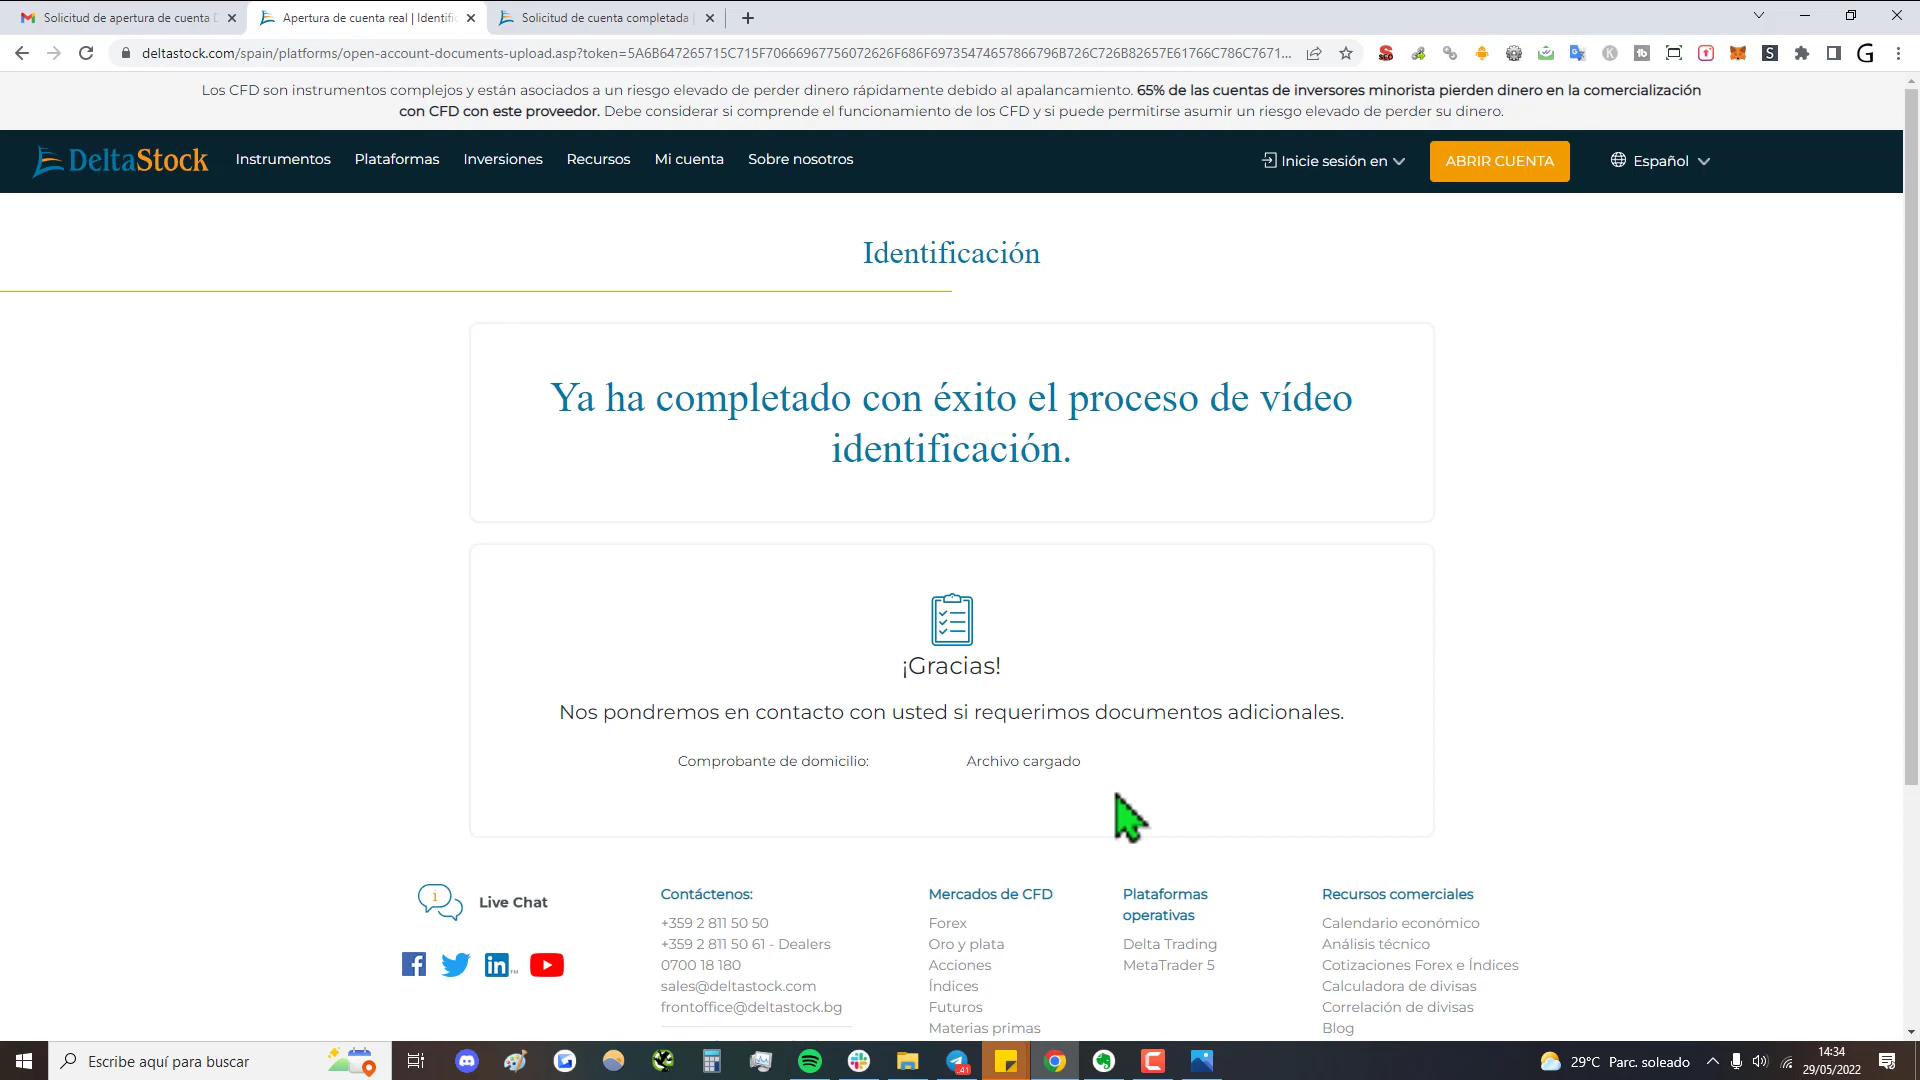 Solicitud de apertura de cuenta D
Apertura de cuenta real | Identific
Solicitud de cuenta completada |
deltastock.com/spain/platforms/open-account-documents-upload.asp?token=5A6B647265715C715F70666967756072626F686F69735474657866796B726C726B82657E61766C786C7671...
Los CFD son instrumentos complejos y están asociados a un riesgo elevado de perder dinero rápidamente debido al apalancamiento. 65% de las cuentas de inversores minorista pierden dinero en la comercialización
con CFD con este proveedor. Debe considerar si comprende el funcionamiento de los CFD y si puede permitirse asumir un riesgo elevado de perder su dinero.
DeltaStock
Instrumentos
Plataformas
Inversiones
Recursos
Mi cuenta
Sobre nosotros
Inicie sesión en
ABRIR CUENTA
Español
Identificación
Ya ha completado con éxito el proceso de vídeo
identificación.
¡Gracias!
Nos pondremos en contacto con usted si requerimos documentos adicionales.
Comprobante de domicilio:
Archivo cargado
Live Chat
Contáctenos:
+359 2 811 50 50
+359 2 811 50 61 - Dealers
0700 18 180
sales@deltastock.com
frontoffice@deltastock.bg
Mercados de CFD
Forex
Oro y plata
Acciones
Índices
Futuros
Materias primas
Plataformas
operativas
Delta Trading
MetaTrader 5
Recursos comerciales
Calendario económico
Análisis técnico
Cotizaciones Forex e Índices
Calculadora de divisas
Correlación de divisas
Blog
Escribe aquí para buscar
41
29°C Parc. soleado
14:34
29/05/2022